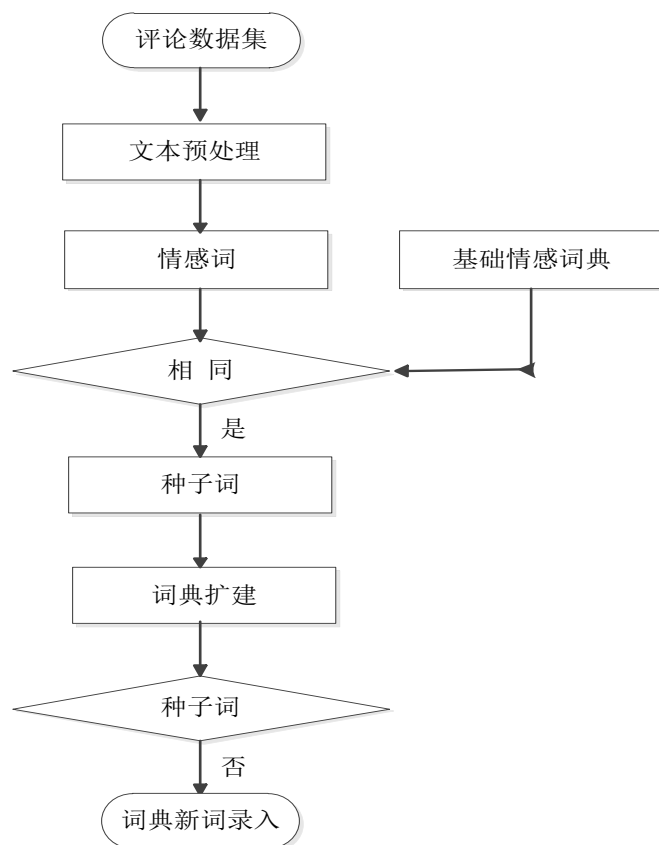 评论数据集
文本预处理
情感词
基础情感词典
相 同
是
种子词
词典扩建
种子词
否
词典新词录入